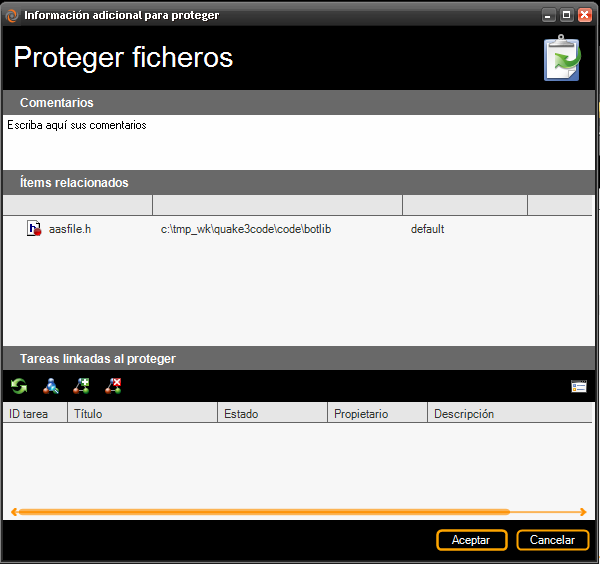 Información adicional para proteger
Proteger ficheros
Comentarios
Escriba aquí sus comentarios
Ítems relacionados
aasfile.h c:\tmp_wk\quake3code\code\botlib default
Tareas linkadas al proteger
ID tarea Título Estado Propietario Descripción
Aceptar Cancelar